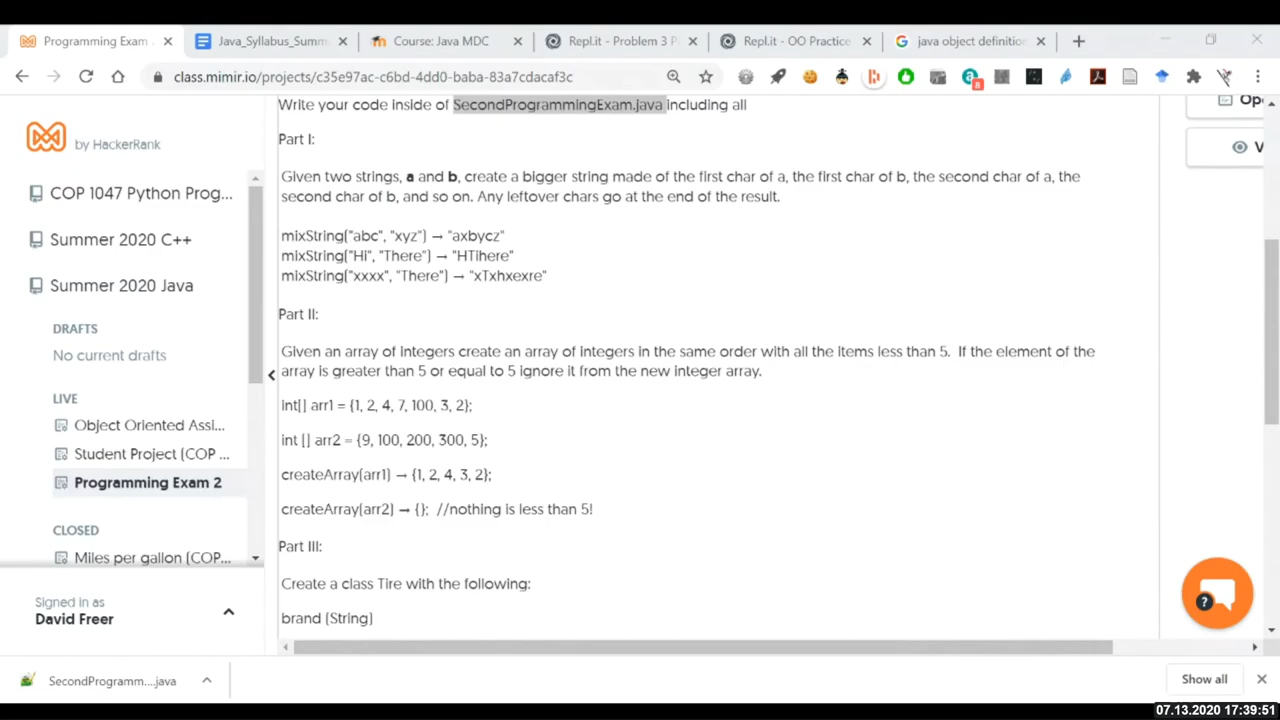 Programming Exam
Java_Syllabus_Summ
Course: Java MDC
Repl.it - Problem 3 P
Repl.it - OO Practice
java object definitio
class.mimir.io/projects/c35e97ac-c6bd-4dd0-baba-83a7cdacaf3c
by HackerRank
COP 1047 Python Prog...
Summer 2020 C++
Summer 2020 Java
DRAFTS
No current drafts
LIVE
Object Oriented Assi...
Student Project (COP ...
Programming Exam 2
CLOSED
Miles per gallon (COP...
Signed in as
David Freer
Write your code inside of SecondProgrammingExam.java including all
Part I:
Given two strings, a and b, create a bigger string made of the first char of a, the first char of b, the second char of a, the
second char of b, and so on. Any leftover chars go at the end of the result.
mixString("abc", "xyz") → "axbycz"
mixString("Hi", "There") → "HTihere"
mixString("xxxx", "There") → "xTxhxexre"
Part II:
Given an array of integers create an array of integers in the same order with all the items less than 5. If the element of the
array is greater than 5 or equal to 5 ignore it from the new integer array.
int[] arr1 = {1, 2, 4, 7, 100, 3, 2};
int [] arr2 = {9, 100, 200, 300, 5};
createArray(arr1) → {1, 2, 4, 3, 2};
createArray(arr2) → {}; //nothing is less than 5!
Part III:
Create a class Tire with the following:
brand (String)
Op
V
SecondProgramm....java
Show all
07.13.2020 17:39:51